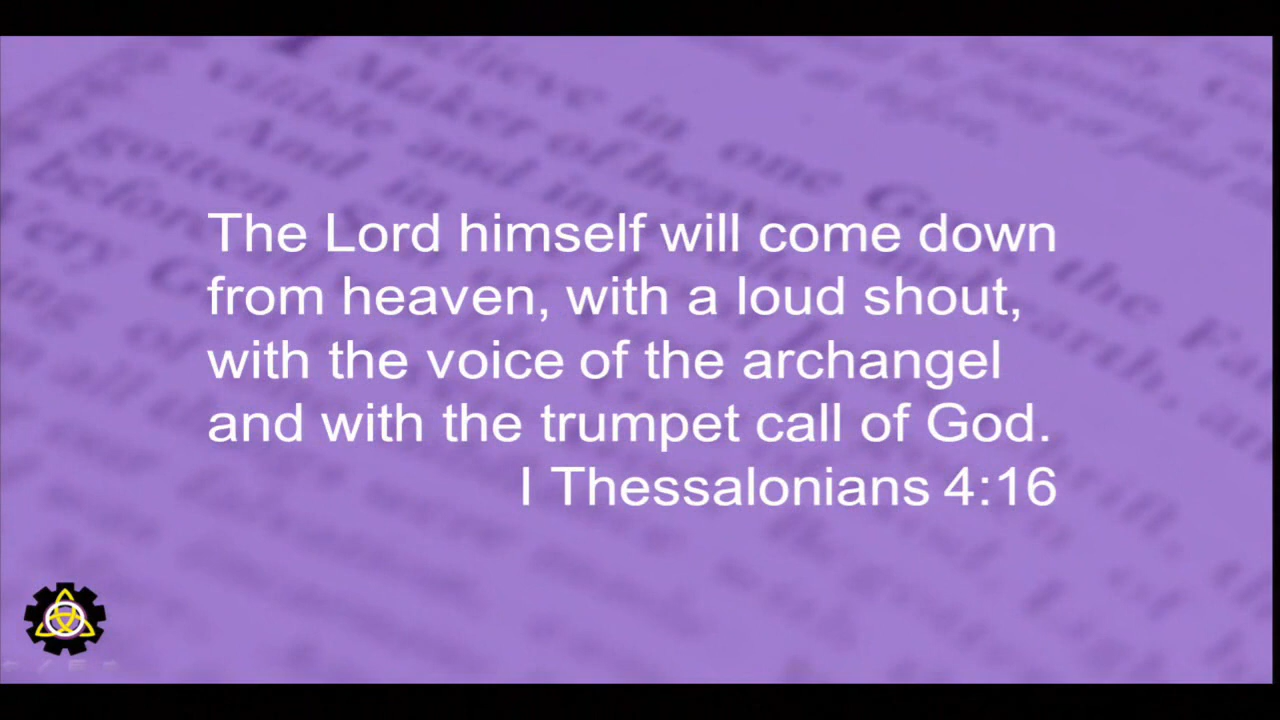 The Lord himself will come down
from heaven, with a loud shout,
with the voice of the archangel
and with the trumpet call of God.
I Thessalonians 4:16